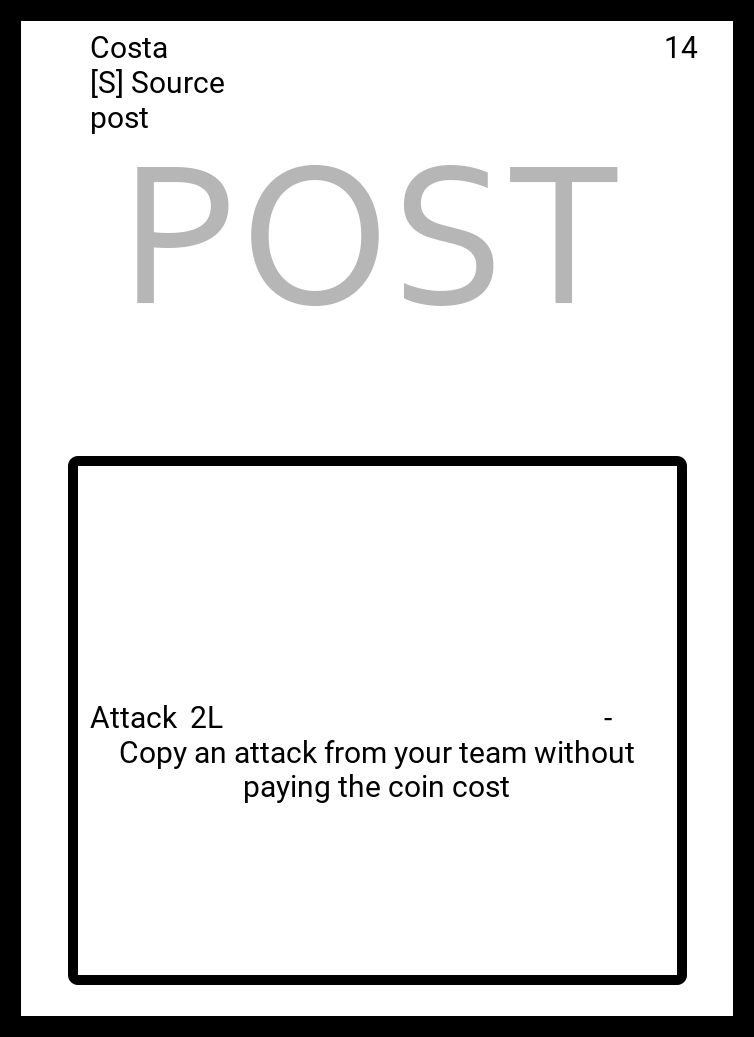 Costa 14
[S] Source
post
POST
Attack 2L -
Copy an attack from your team without
paying the coin cost